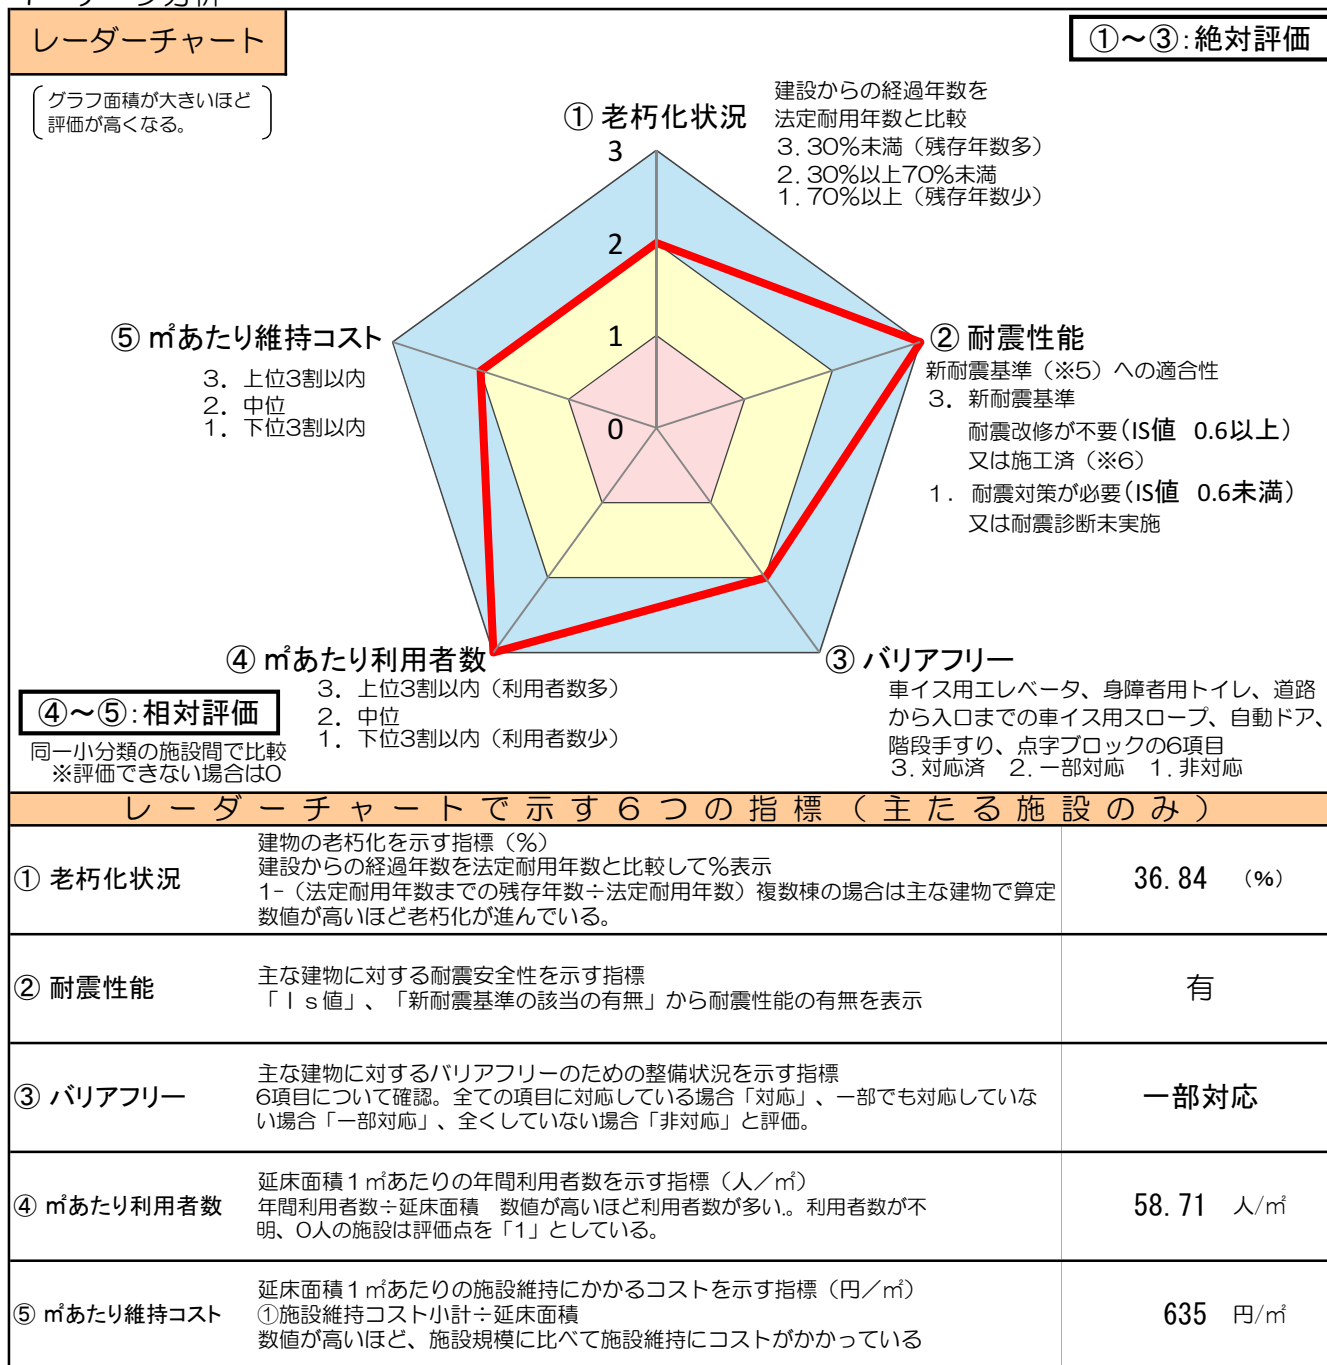 レーダーチャート
①～③:絶対評価
グラフ面積が大きいほど
評価が高くなる。
① 老朽化状況
建設からの経過年数を
法定耐用年数と比較
3. 30%未満（残存年数多）
2. 30%以上70%未満
1. 70%以上（残存年数少）
3
2
1
0
⑤ ㎡あたり維持コスト
3. 上位3割以内
2. 中位
1. 下位3割以内
② 耐震性能
新耐震基準（※5）への適合性
3. 新耐震基準
耐震改修が不要(IS値 0.6以上)
又は施工済（※6）
1. 耐震対策が必要(IS値 0.6未満)
又は耐震診断未実施
④ ㎡あたり利用者数
3. 上位3割以内（利用者数多）
2. 中位
1. 下位3割以内（利用者数少）
③ バリアフリー
車イス用エレベータ、身障者用トイレ、道路
から入口までの車イス用スロープ、自動ドア、
階段手すり、点字ブロックの6項目
3. 対応済 2. 一部対応 1. 非対応
④～⑤:相対評価
同一小分類の施設間で比較
※評価できない場合は0
レーダーチャートで示す6つの指標（主たる施設のみ）
① 老朽化状況
建物の老朽化を示す指標（%）
建設からの経過年数を法定耐用年数と比較して%表示
1-（法定耐用年数までの残存年数÷法定耐用年数）複数棟の場合は主な建物で算定
数値が高いほど老朽化が進んでいる。
36.84 （%）
② 耐震性能
主な建物に対する耐震安全性を示す指標
「Ｉｓ値」、「新耐震基準の該当の有無」から耐震性能の有無を表示
有
③ バリアフリー
主な建物に対するバリアフリーのための整備状況を示す指標
6項目について確認。全ての項目に対応している場合「対応」、一部でも対応していな
い場合「一部対応」、全くしていない場合「非対応」と評価。
一部対応
④ ㎡あたり利用者数
延床面積１㎡あたりの年間利用者数を示す指標（人／㎡）
年間利用者数÷延床面積 数値が高いほど利用者数が多い。利用者数が不
明、0人の施設は評価点を「1」としている。
58.71 人/㎡
⑤ ㎡あたり維持コスト
延床面積１㎡あたりの施設維持にかかるコストを示す指標（円／㎡）
①施設維持コスト小計÷延床面積
数値が高いほど、施設規模に比べて施設維持にコストがかかっている
635 円/㎡